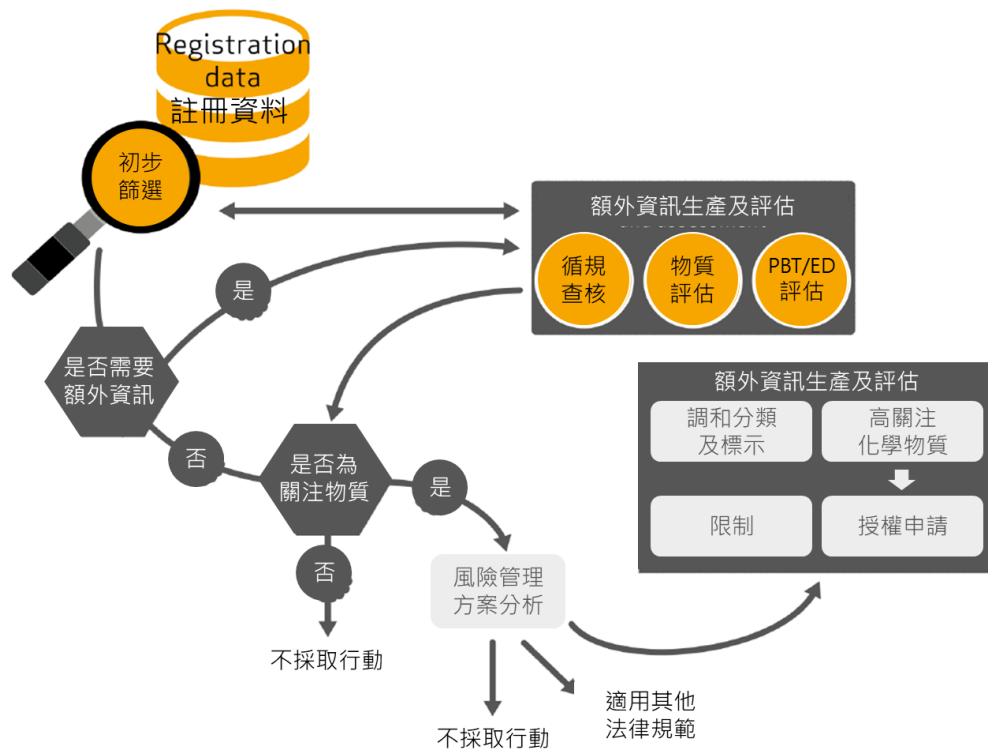 Registration
data
註冊資料
初步
篩選
額外資訊生產及評估
循規
查核
物質
評估
PBT/ED
評估
是
是否需要
額外資訊
否
是否為
關注物質
是
否
不採取行動
風險管理
方案分析
不採取行動
適用其他
法律規範
額外資訊生產及評估
調和分類
及標示
高關注
化學物質
限制
授權申請